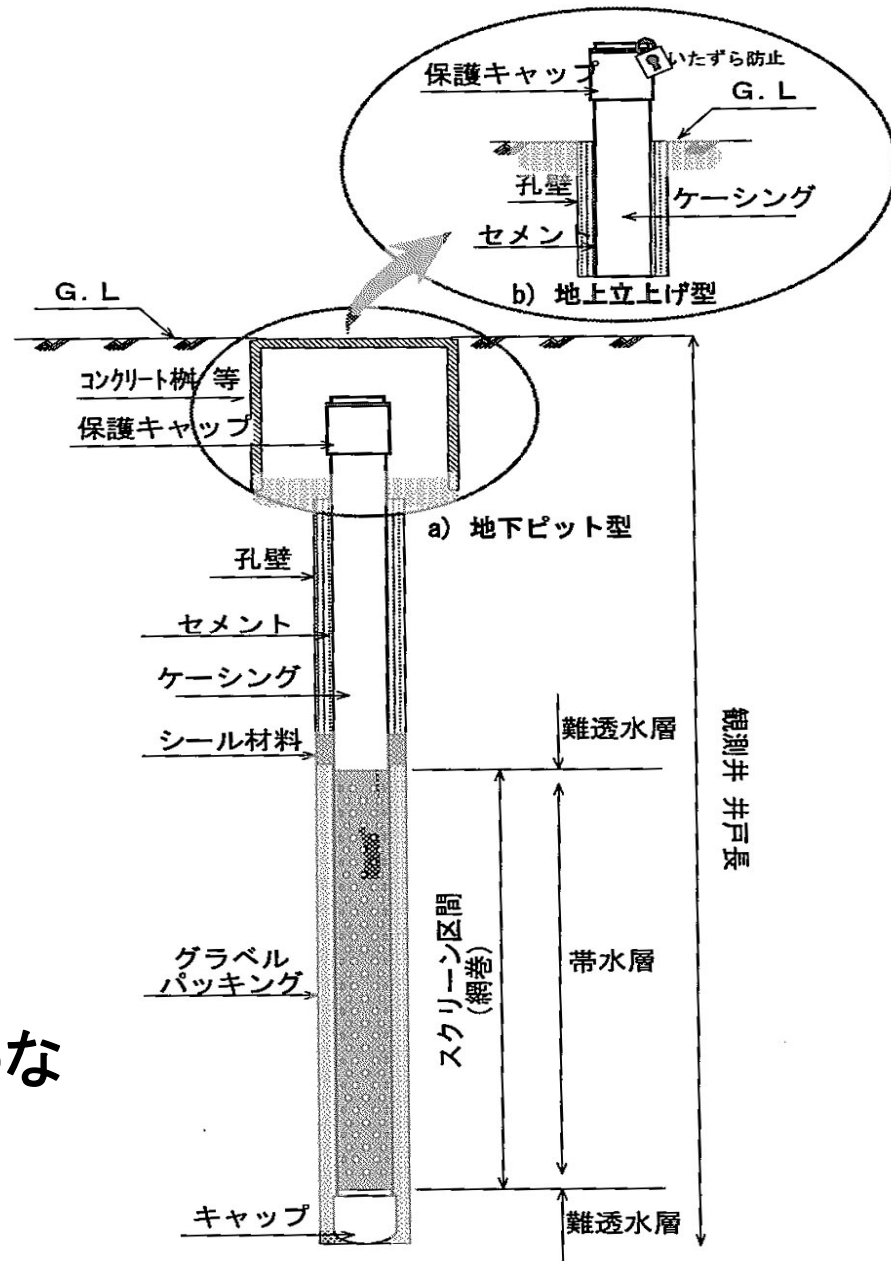 保護キャップ
いたずら防止
G.L
孔壁
ケーシング
セメント
b) 地上立上げ型
G.L
コンクリート桝 等
保護キャップ
a) 地下ピット型
孔壁
セメント
ケーシング
シール材料
難透水層
観測井 井戸長
スクリーン区間
(網巻)
帯水層
グラベル
パッキング
な
キャップ
難透水層